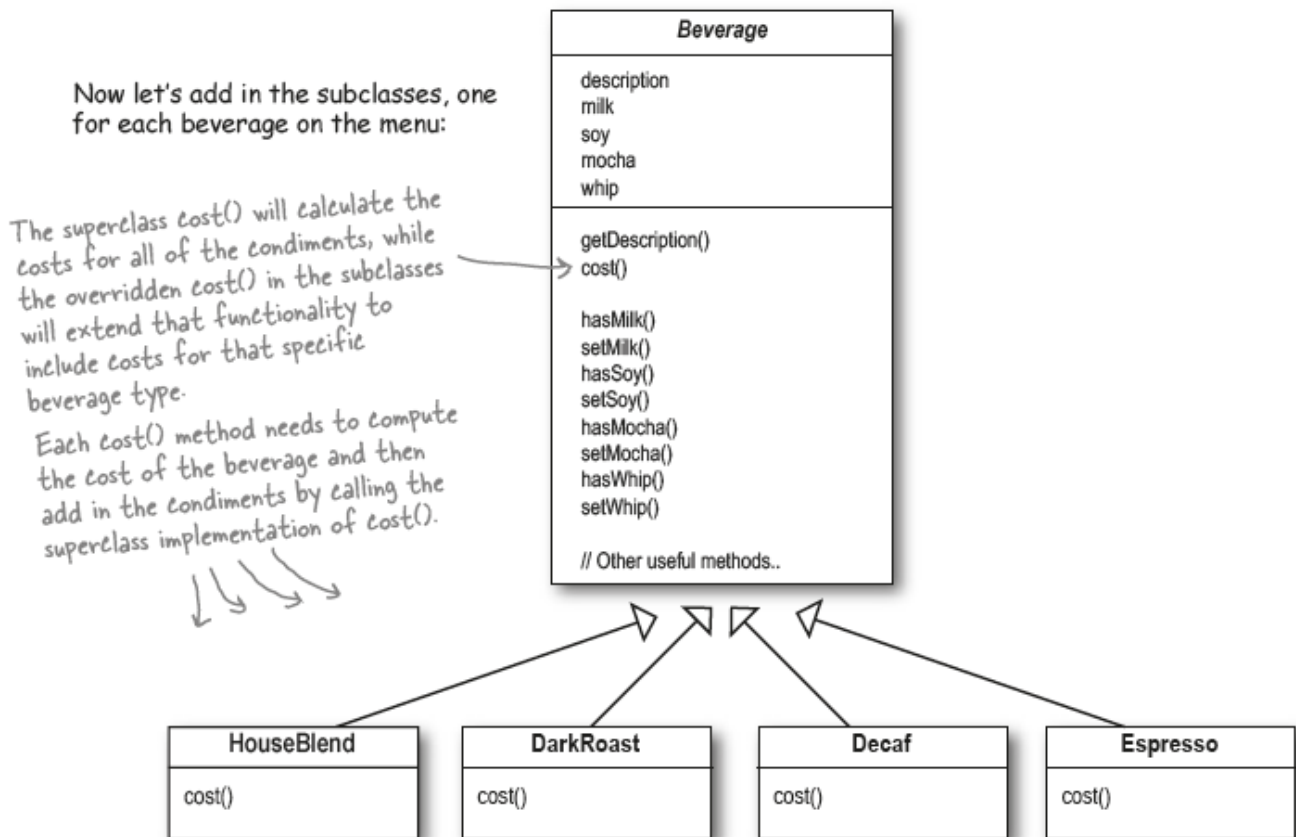 Now let's add in the subclasses, one
for each beverage on the menu:
The superclass cost() will calculate the
costs for all of the condiments, while
the overridden cost() in the subclasses
will extend that functionality to
include costs for that specific
beverage type.
Each cost() method needs to compute
the cost of the beverage and then
add in the condiments by calling the
superclass implementation of cost().
Beverage
description
milk
soy
mocha
whip
getDescription()
cost()
hasMilk()
setMilk()
hasSoy()
setSoy()
hasMocha()
setMocha()
hasWhip()
setWhip()
// Other useful methods..
HouseBlend
cost()
DarkRoast
cost()
Decaf
cost()
Espresso
cost()